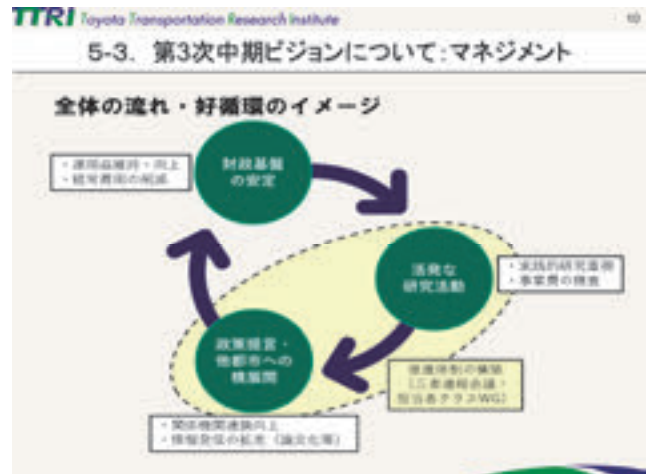 TTRI Toyota Transportation Research Institute
10
5-3. 第3次中期ビジョンについて:マネジメント
全体の流れ・好循環のイメージ
財政基盤
の安定
・運用益維持・向上
・経常費用の削減
活発な
研究活動
・実践的研究重視
・事業費の精査
政策提言・
他都市への
横展開
推進体制の構築
(三者連絡会議・
担当者クラスWG)
・関係機関連携向上
・情報発信の拡充(論文化等)